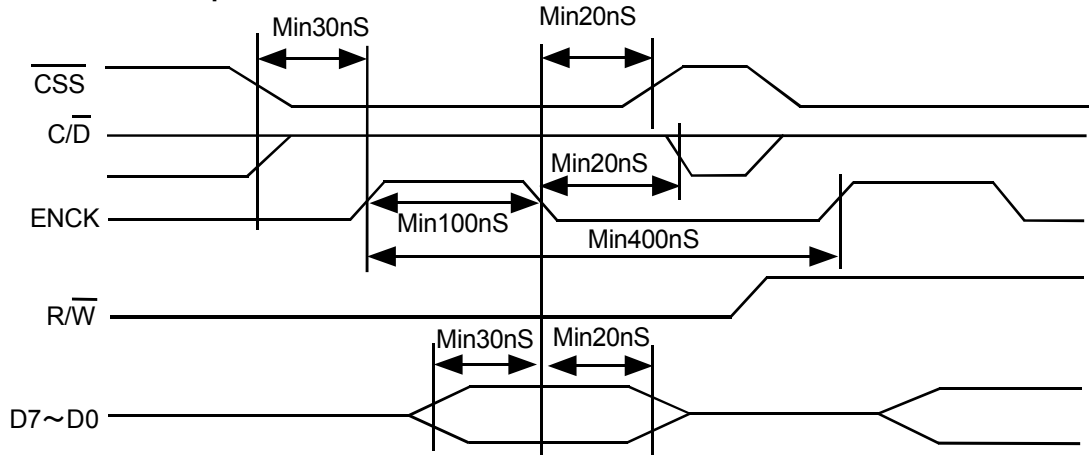 Min30nS
Min20nS
CSS
C/D
Min20nS
ENCK
Min100nS
Min400nS
R/W
Min30nS
Min20nS
D7～D0